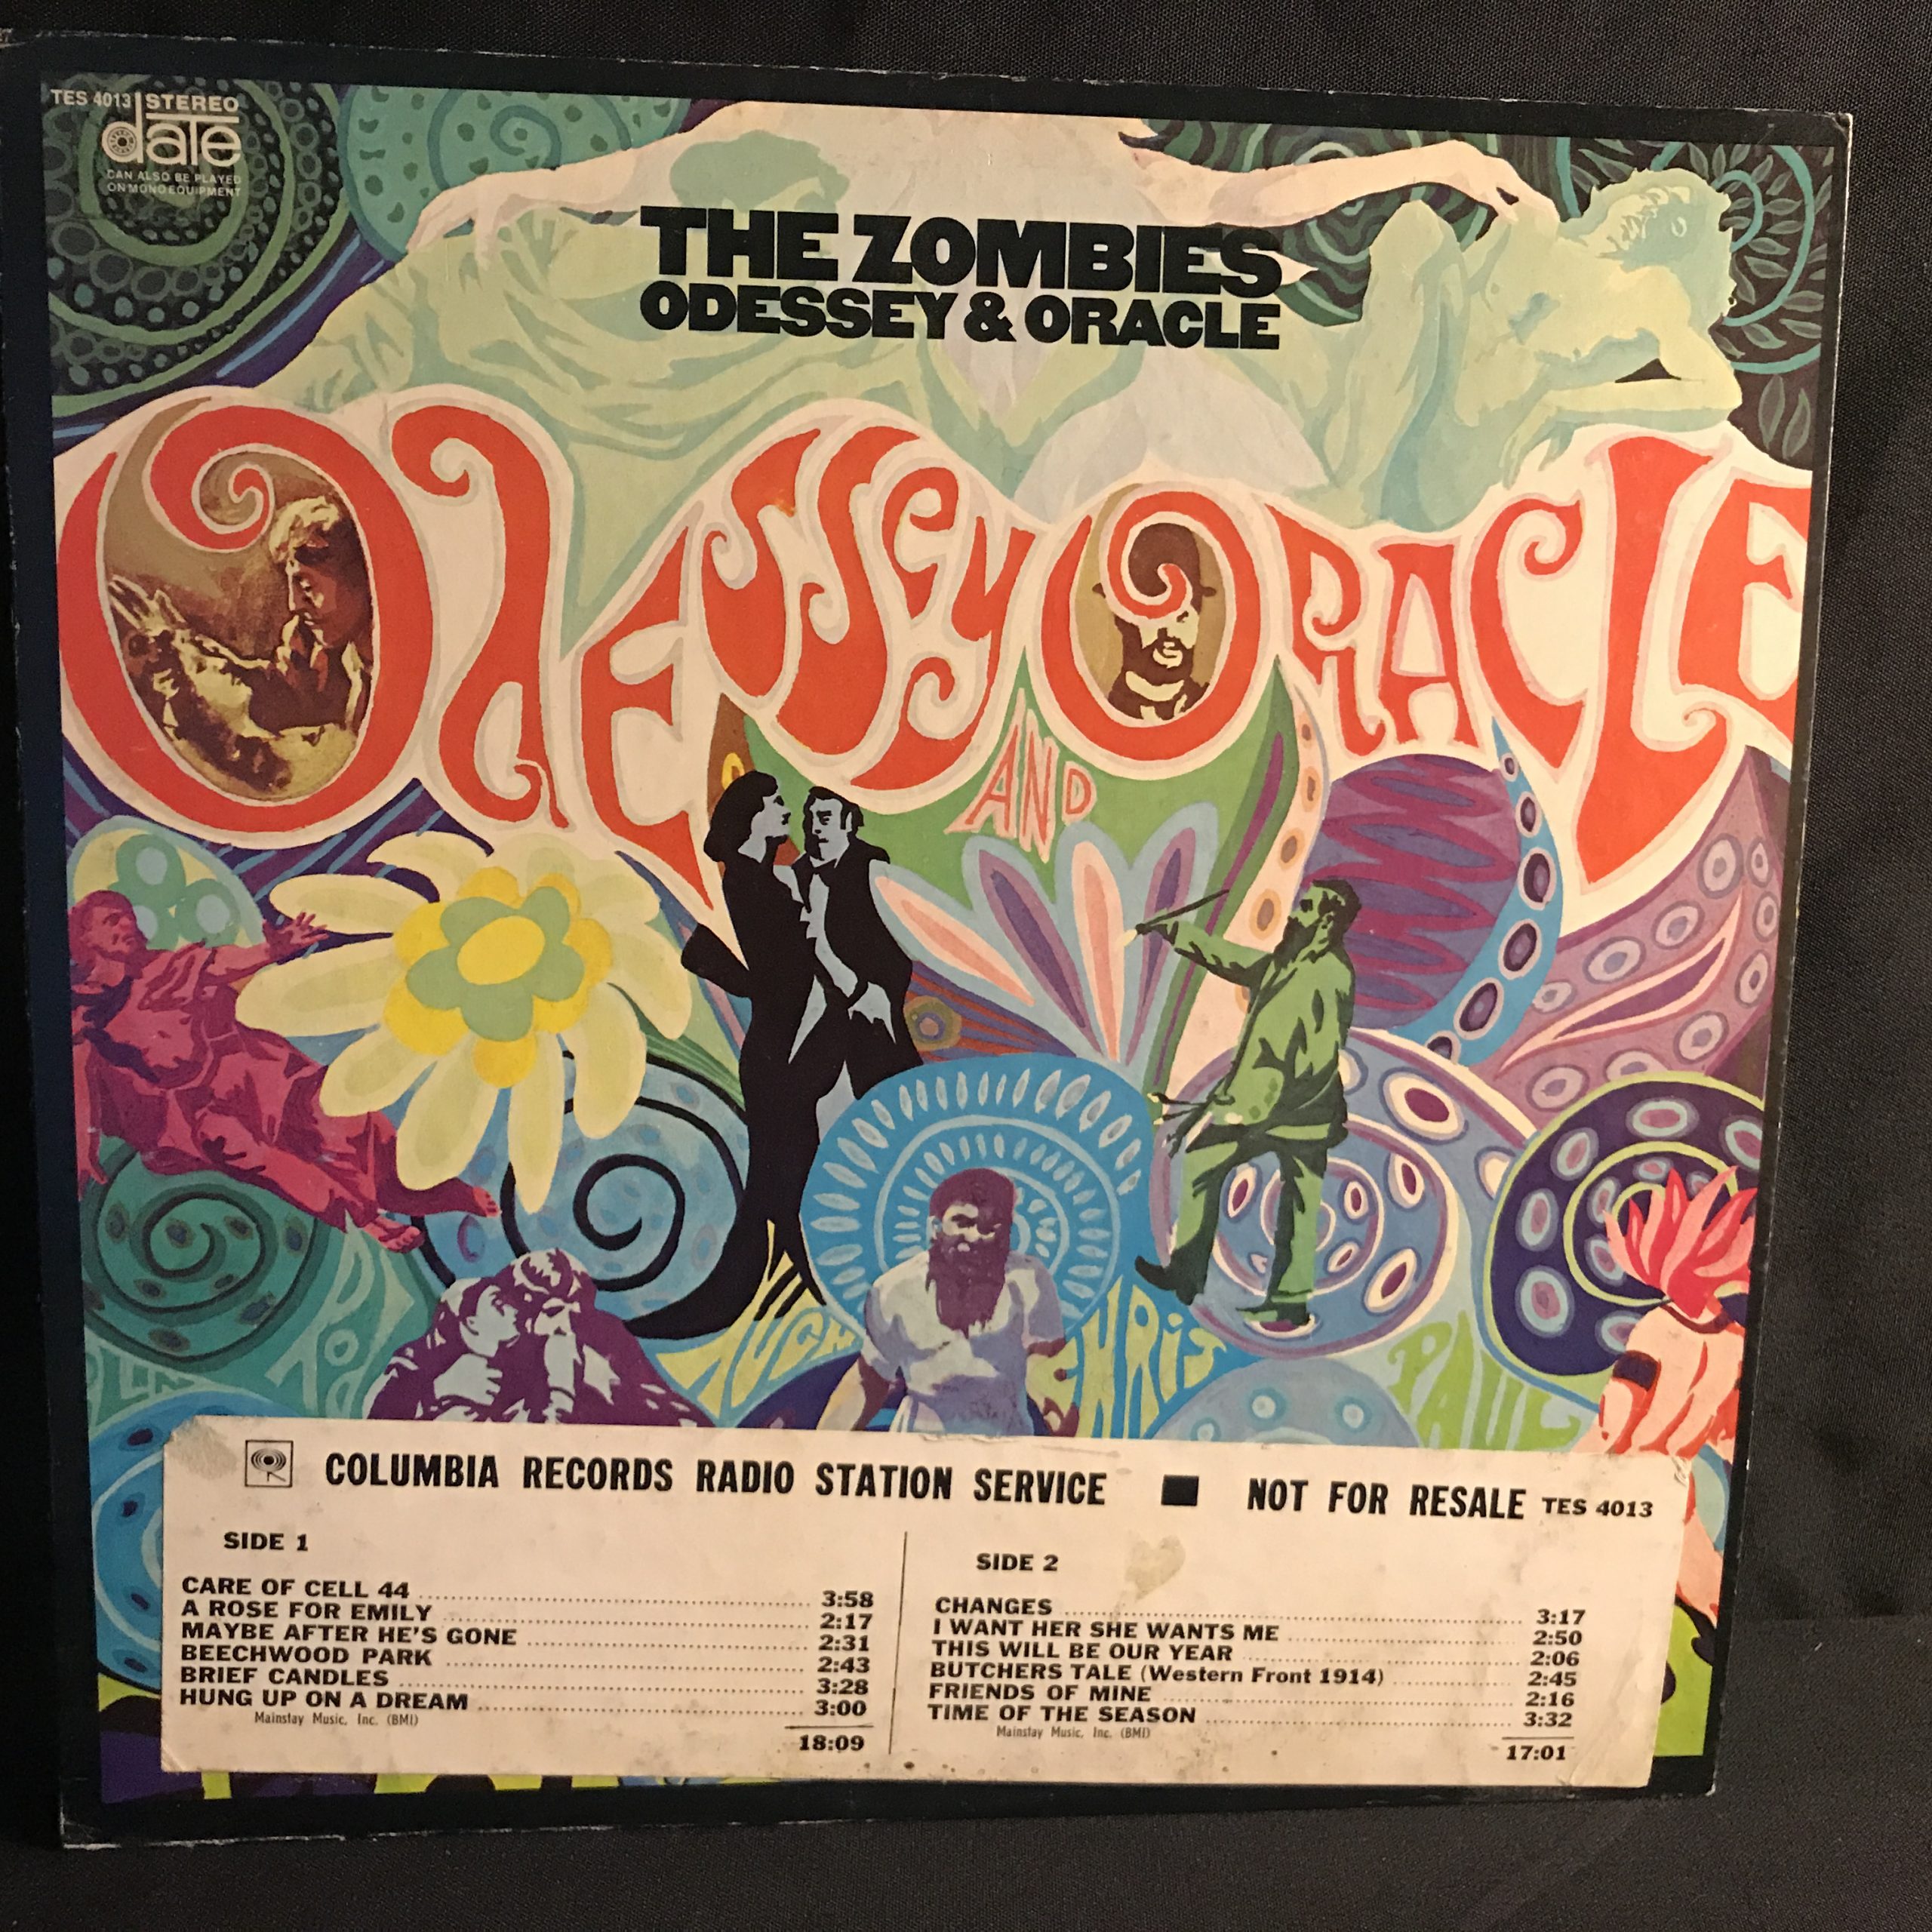 TES 4013 STEREO
date
CAN ALSO BE PLAYED
ON MONO EQUIPMENT
THE ZOMBIES
ODESSEY & ORACLE
Odessey
AND
ORACLE
HUGH
CHRIS
PAUL
COLUMBIA RECORDS RADIO STATION SERVICE ■ NOT FOR RESALE TES 4013
SIDE 1
CARE OF CELL 44 3:58
A ROSE FOR EMILY 2:17
MAYBE AFTER HE'S GONE 2:31
BEECHWOOD PARK 2:43
BRIEF CANDLES 3:28
HUNG UP ON A DREAM 3:00
Mainstay Music, Inc. (BMI)
18:09
SIDE 2
CHANGES 3:17
I WANT HER SHE WANTS ME 2:50
THIS WILL BE OUR YEAR 2:06
BUTCHERS TALE (Western Front 1914) 2:45
FRIENDS OF MINE 2:16
TIME OF THE SEASON 3:32
Mainstay Music, Inc. (BMI)
17:01